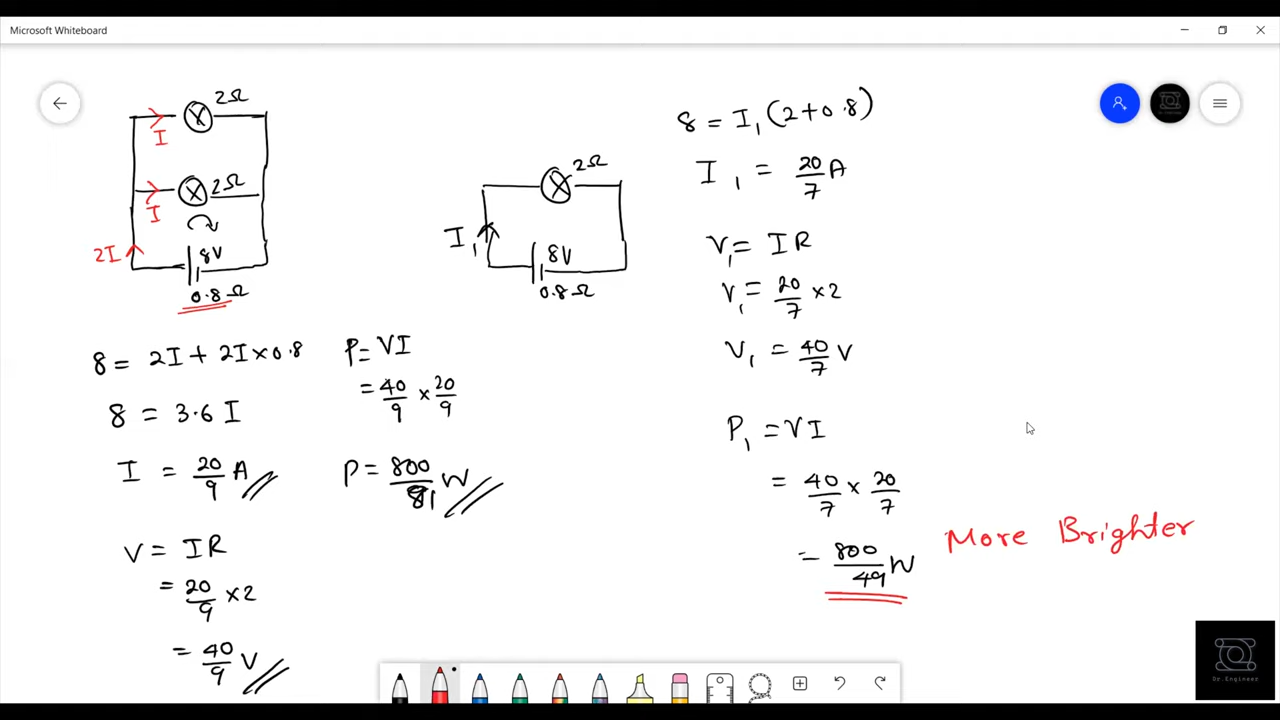 Microsoft Whiteboard
2Ω
I
2Ω
I
2I
8V
0.8Ω
8 = 2I + 2I×0.8
8 = 3.6 I
I = 20/9 A
V = IR
= 20/9 ×2
= 40/9 V
P = VI
= 40/9 × 20/9
P = 800/81 W
2Ω
I₁
8V
0.8Ω
8 = I₁(2+0.8)
I₁ = 20/7 A
V₁ = IR
V₁ = 20/7 ×2
V₁ = 40/7 V
P₁ = VI
= 40/7 × 20/7
= 800/49 W
More Brighter
Dr.Engineer